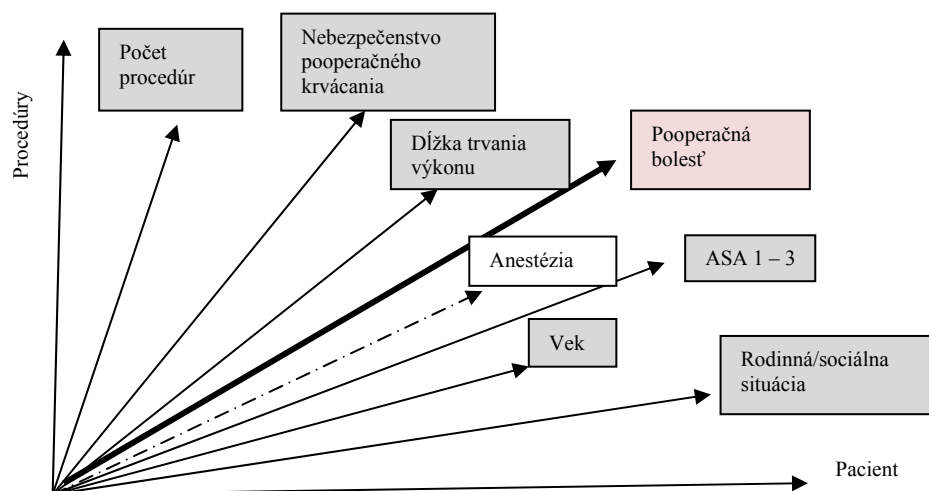 Počet
procedúr
Nebezpečenstvo
pooperačného
krvácania
Procedúry
Dĺžka trvania
výkonu
Pooperačná
bolesť
Anestézia
ASA 1 – 3
Vek
Rodinná/sociálna
situácia
Pacient